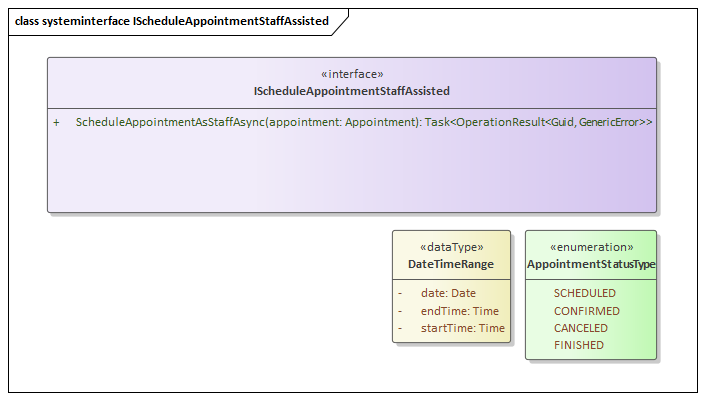 class systeminterface IScheduleAppointmentStaffAssisted
«interface»
IScheduleAppointmentStaffAssisted
+ ScheduleAppointmentAsStaffAsync(appointment: Appointment): Task<OperationResult<Guid, GenericError>>
«dataType»
DateTimeRange
- date: Date
- endTime: Time
- startTime: Time
«enumeration»
AppointmentStatusType
SCHEDULED
CONFIRMED
CANCELED
FINISHED